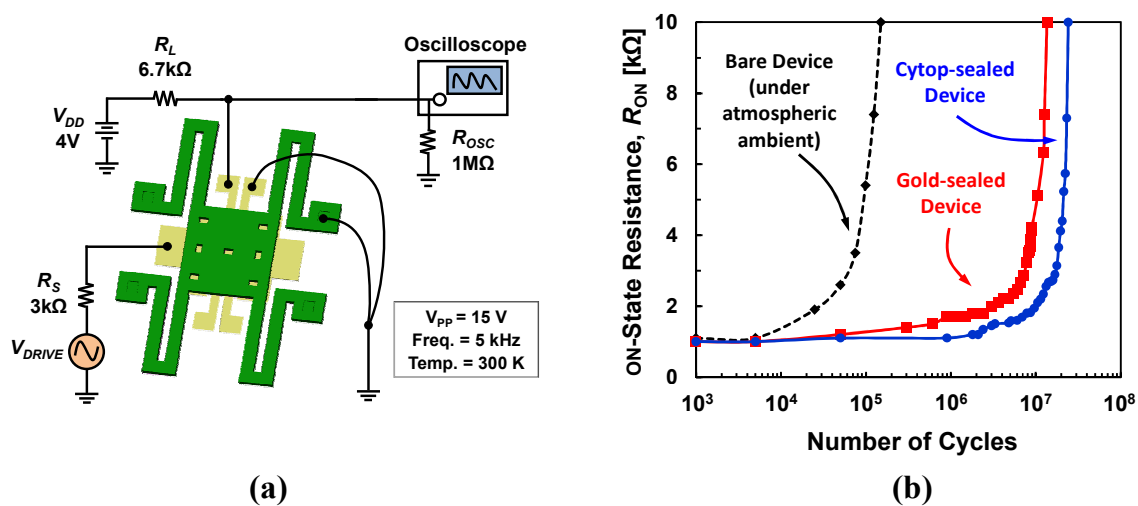 R_L
6.7kΩ
Oscilloscope
V_DD
4V
R_OSC
1MΩ
R_S
3kΩ
V_DRIVE
V_PP = 15 V
Freq. = 5 kHz
Temp. = 300 K
(a)
ON-State Resistance, R_ON [kΩ]
10
8
6
4
2
0
Bare Device
(under
atmospheric
ambient)
Cytop-sealed
Device
Gold-sealed
Device
10^3
10^4
10^5
10^6
10^7
10^8
Number of Cycles
(b)